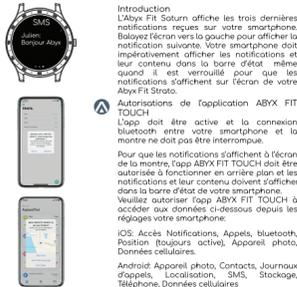 SMS
Julien:
Bonjour Abyx
Introduction
L'Abyx Fit Saturn affiche les trois dernières
notifications reçues sur votre smartphone.
Balayez l'écran vers la gauche pour afficher la
notification suivante. Votre smartphone doit
impérativement afficher les notifications et
leur contenu dans la barre d'état même
quand il est verrouillé pour que les
notifications s'affichent sur l'écran de votre
Abyx Fit Strato.
Autorisations de l'application ABYX FIT
TOUCH
L'app doit être active et la connexion
bluetooth entre votre smartphone et la
montre ne doit pas être interrompue.
Pour que les notifications s'affichent à l'écran
de la montre, l'app ABYX FIT TOUCH doit être
autorisée à fonctionner en arrière plan et les
notifications et leur contenu doivent s'afficher
dans la barre d'état de votre smartphone.
Veuillez autoriser l'app ABYX FIT TOUCH à
accéder aux données ci-dessous depuis les
réglages votre smartphone:
iOS: Accès Notifications, Appels, bluetooth,
Position (toujours active), Appareil photo,
Données cellulaires.
Android: Appareil photo, Contacts, Journaux
d'appels, Localisation, SMS, Stockage,
Téléphone, Données cellulaires